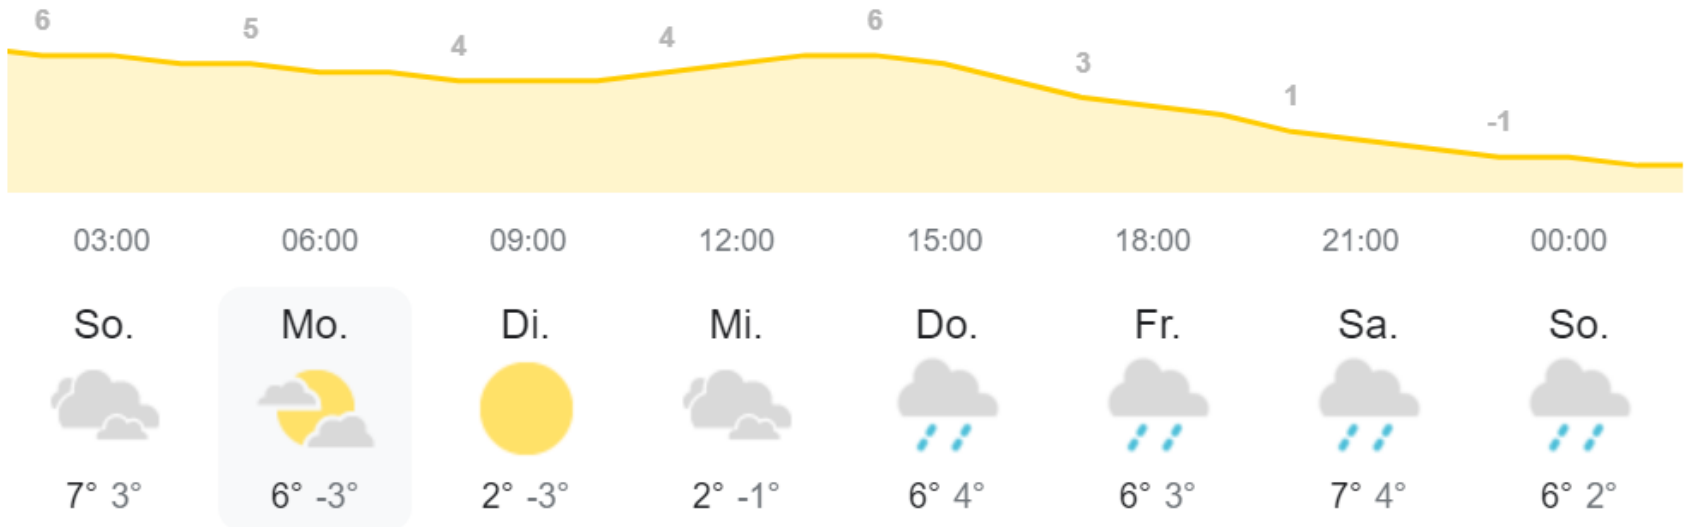 6 5 4 4 6 3 1 -1
03:00 06:00 09:00 12:00 15:00 18:00 21:00 00:00
So. Mo. Di. Mi. Do. Fr. Sa. So.
7° 3° 6° -3° 2° -3° 2° -1° 6° 4° 6° 3° 7° 4° 6° 2°